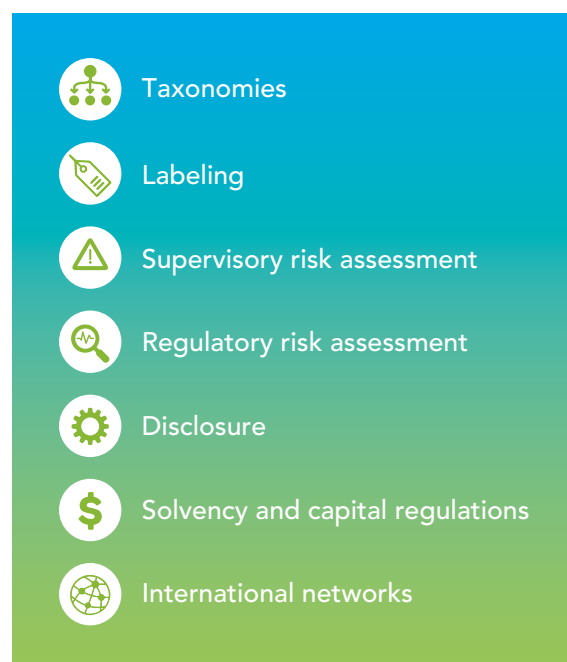 Taxonomies
Labeling
Supervisory risk assessment
Regulatory risk assessment
Disclosure
$ Solvency and capital regulations
International networks